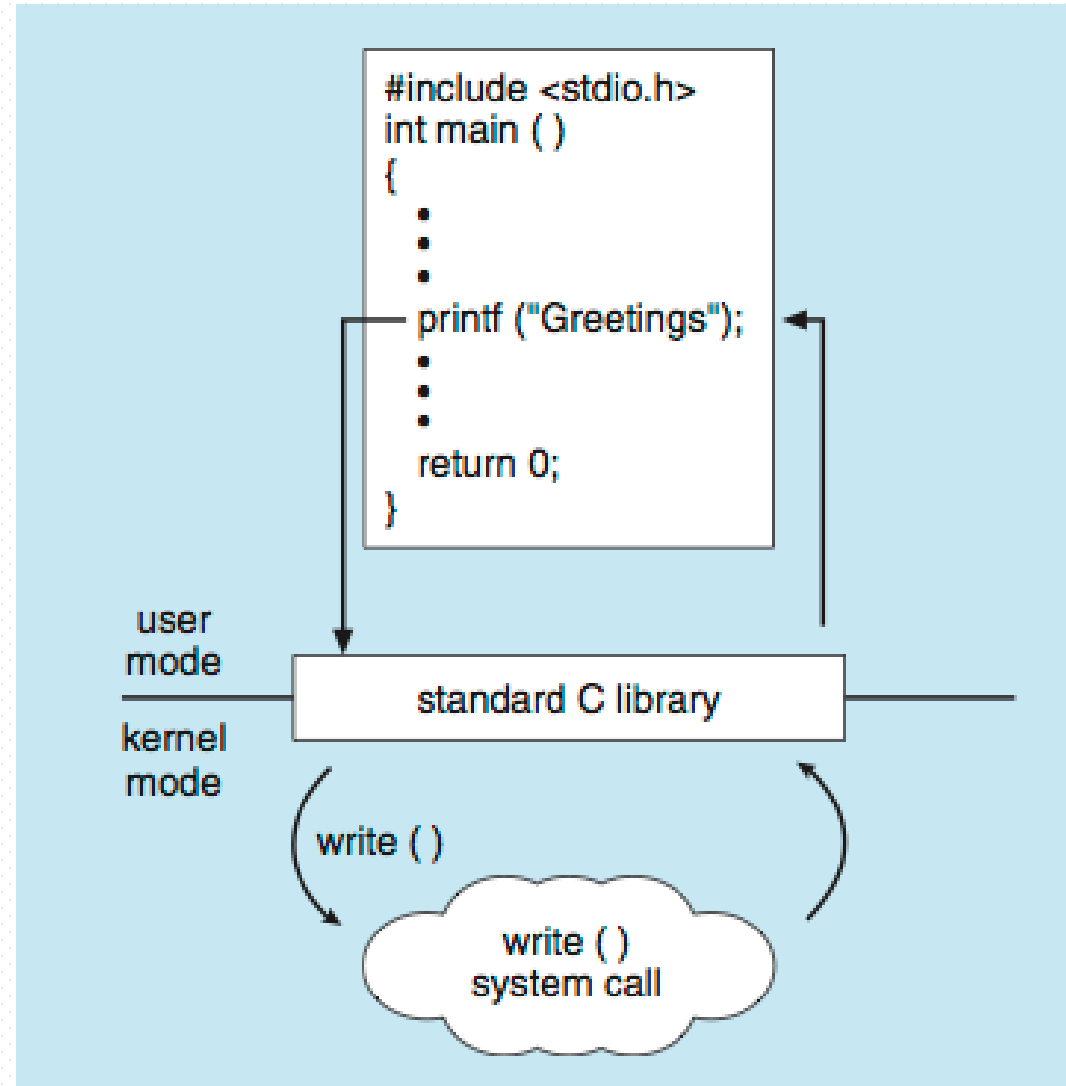 #include <stdio.h>
int main ( )
{
•
•
•
printf ("Greetings");
•
•
•
return 0;
}
user
mode
standard C library
kernel
mode
write ( )
write ( )
system call